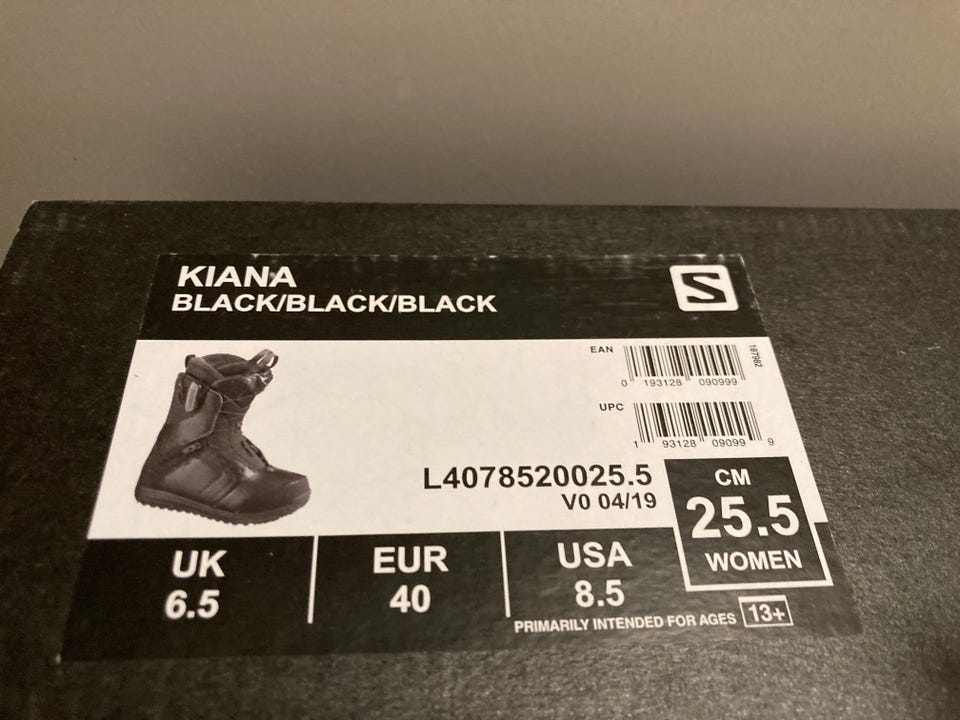 KIANA
BLACK/BLACK/BLACK
EAN
0 193128 090999
187982
UPC
1 93128 09099 9
L4078520025.5
V0 04/19
CM
25.5
WOMEN
UK
6.5
EUR
40
USA
8.5
PRIMARILY INTENDED FOR AGES 13+